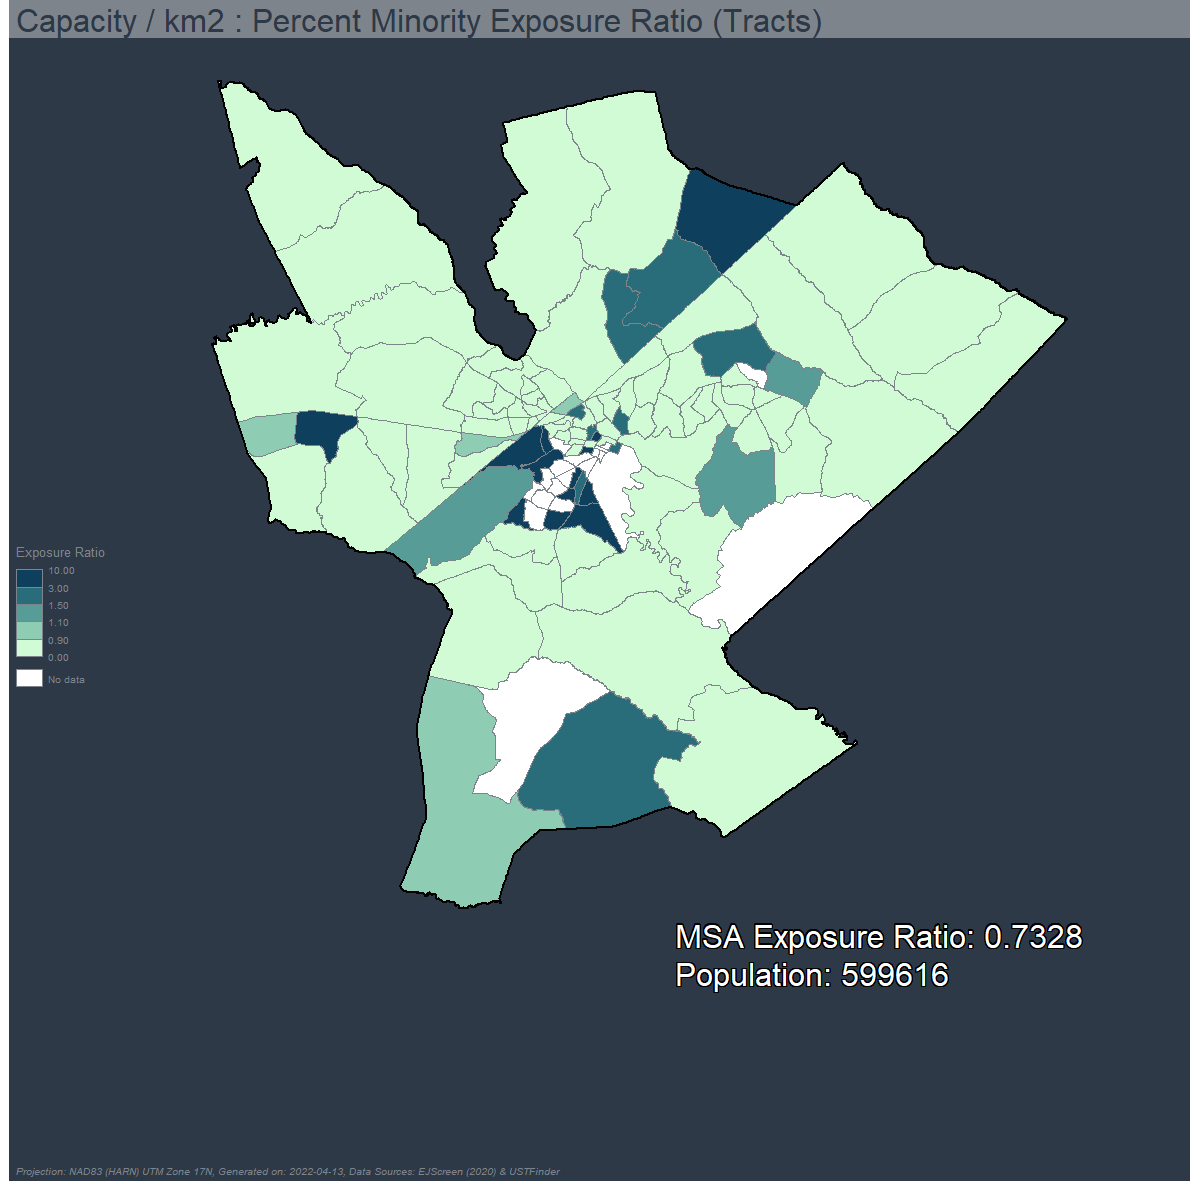 Capacity / km2 : Percent Minority Exposure Ratio (Tracts)
Exposure Ratio
10.00
3.00
1.50
1.10
0.90
0.00
No data
MSA Exposure Ratio: 0.7328
Population: 599616
Projection: NAD83 (HARN) UTM Zone 17N, Generated on: 2022-04-13, Data Sources: EJScreen (2020) & USTFinder